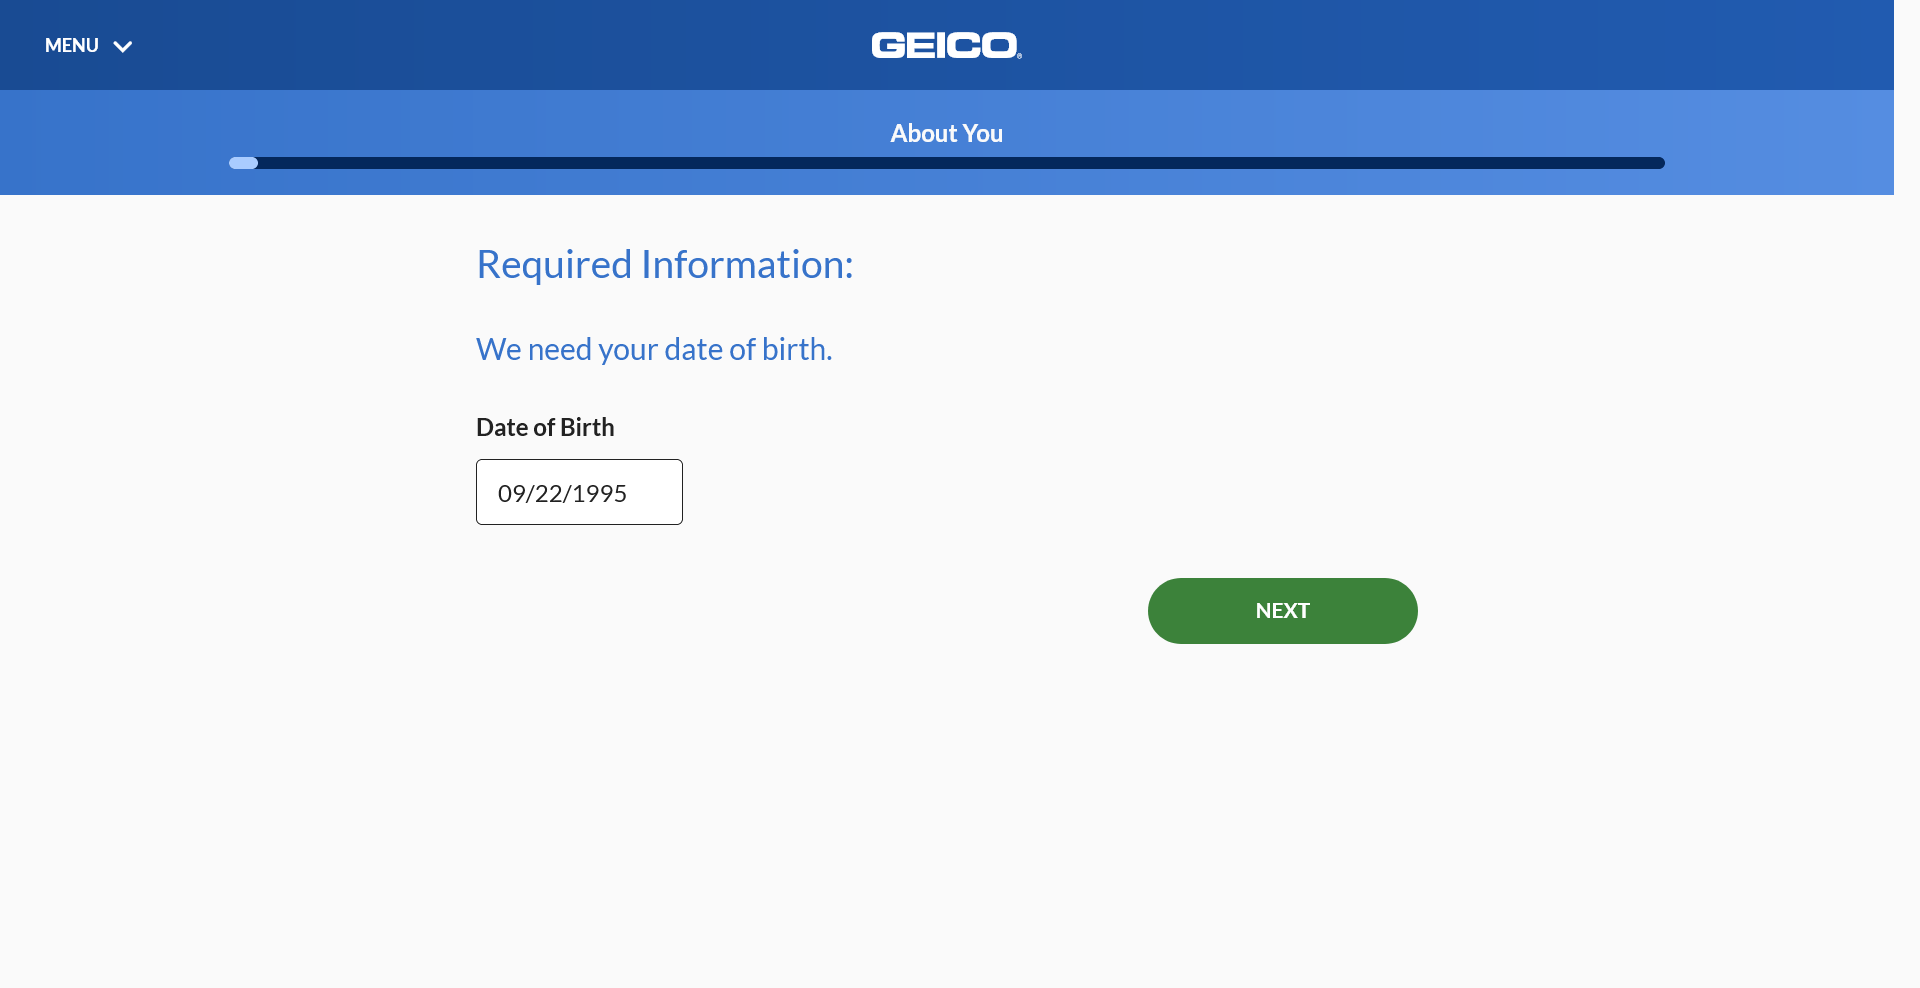 MENU
GEICO®
About You
Required Information:
We need your date of birth.
Date of Birth
09/22/1995
NEXT